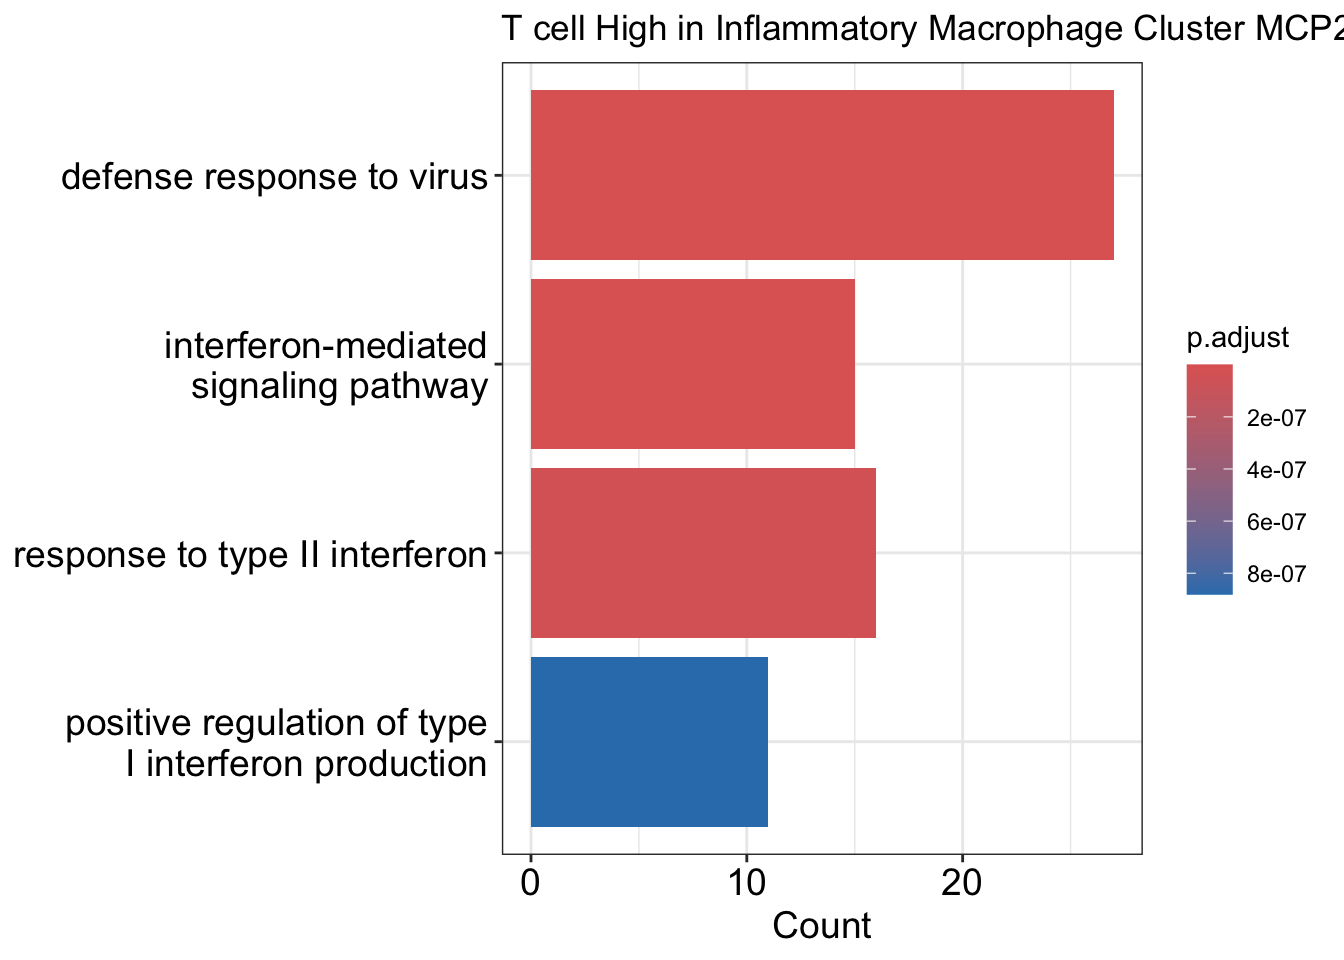 T cell High in Inflammatory Macrophage Cluster MCP2
defense response to virus
interferon-mediated
signaling pathway
response to type II interferon
positive regulation of type
I interferon production
0
10
20
Count
p.adjust
2e-07
4e-07
6e-07
8e-07